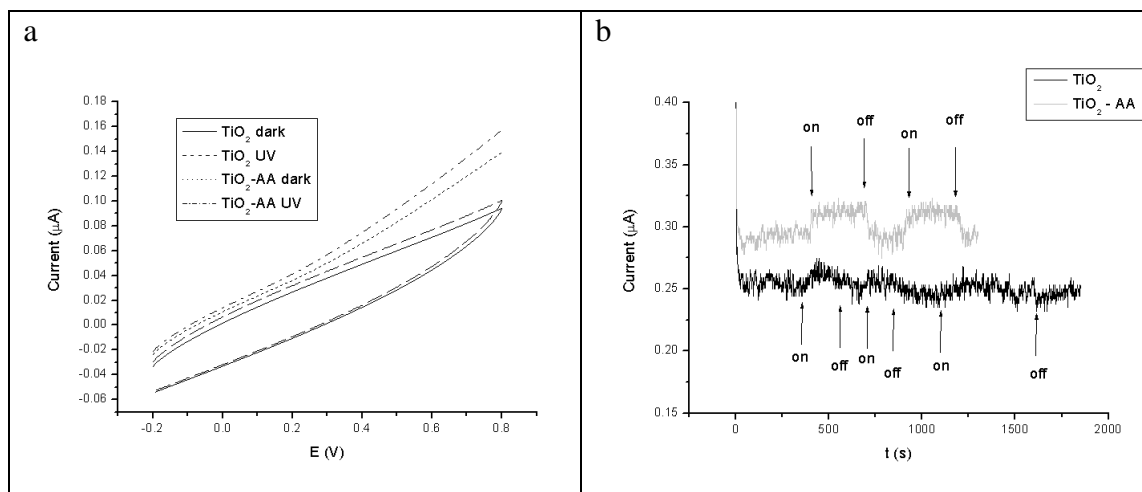 a
TiO2 dark
TiO2 UV
TiO2-AA dark
TiO2-AA UV
0.18
0.16
0.14
0.12
0.10
0.08
0.06
0.04
0.02
0.00
-0.02
-0.04
-0.06
Current (μA)
-0.2
0.0
0.2
0.4
0.6
0.8
E (V)
b
TiO2
TiO2 - AA
0.40
0.35
0.30
0.25
0.20
0.15
Current (μA)
on
off
on
off
on
off
on
off
on
off
0
500
1000
1500
2000
t (s)